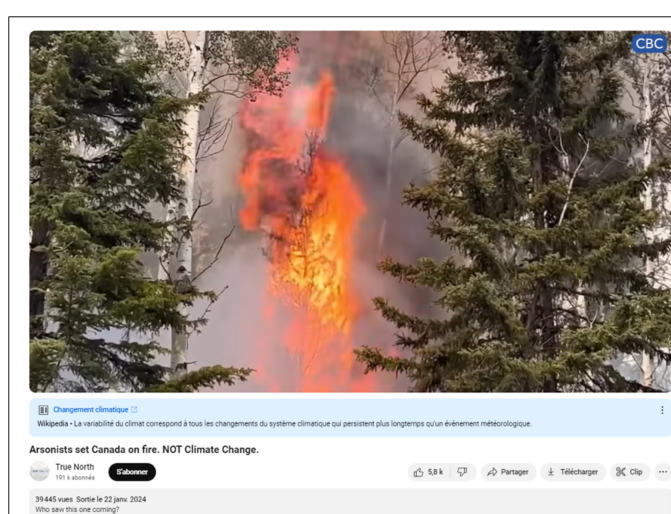 CBC
Changement climatique
Wikipedia • La variabilité du climat correspond à tous les changements du système climatique qui persistent plus longtemps qu'un évènement météorologique.
Arsonists set Canada on fire. NOT Climate Change.
True North
191 k abonnés
S'abonner
5,8 k
Partager
Télécharger
Clip
39 445 vues Sortie le 22 janv. 2024
Who saw this one coming?